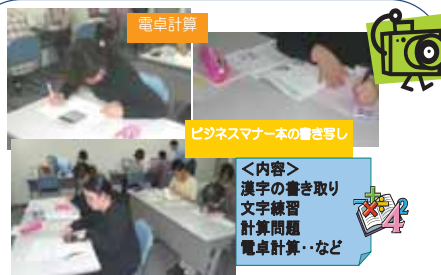 電卓計算
ビジネスマナー本の書き写し
<内容>
漢字の書き取り
文字練習
計算問題
電卓計算‥など